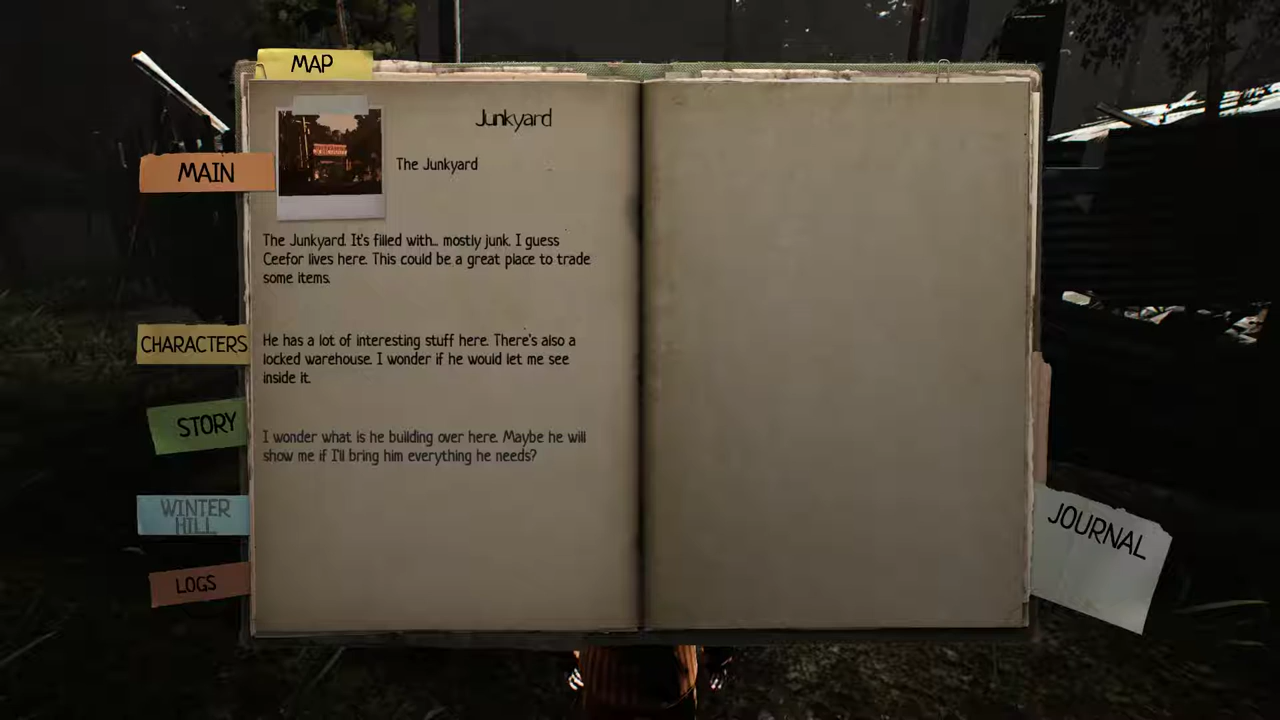 MAP
Junkyard
MAIN
The Junkyard
The Junkyard. It's filled with... mostly junk. I guess
Ceefor lives here. This could be a great place to trade
some items.
CHARACTERS
He has a lot of interesting stuff here. There's also a
locked warehouse. I wonder if he would let me see
inside it.
STORY
I wonder what is he building over here. Maybe he will
show me if I'll bring him everything he needs?
WINTER
HILL
JOURNAL
LOGS